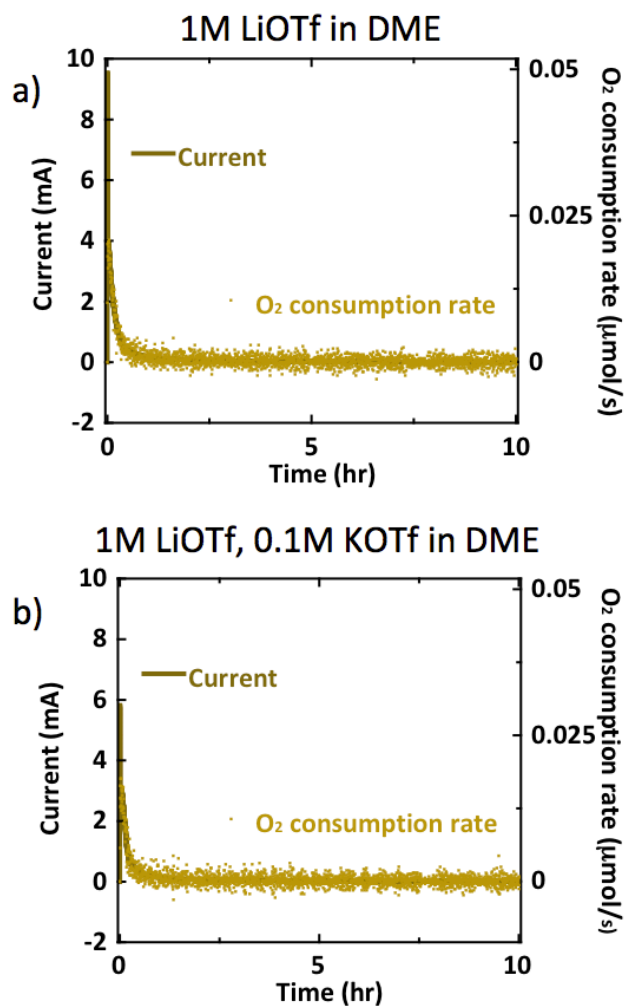 1M LiOTf in DME
a)
10
8
6
4
2
0
-2
Current (mA)
Current
O₂ consumption rate
0.05
0.025
0
O₂ consumption rate (μmol/s)
0
5
10
Time (hr)
1M LiOTf, 0.1M KOTf in DME
b)
10
8
6
4
2
0
-2
Current (mA)
Current
O₂ consumption rate
0.05
0.025
0
O₂ consumption rate (μmol/s)
0
5
10
Time (hr)